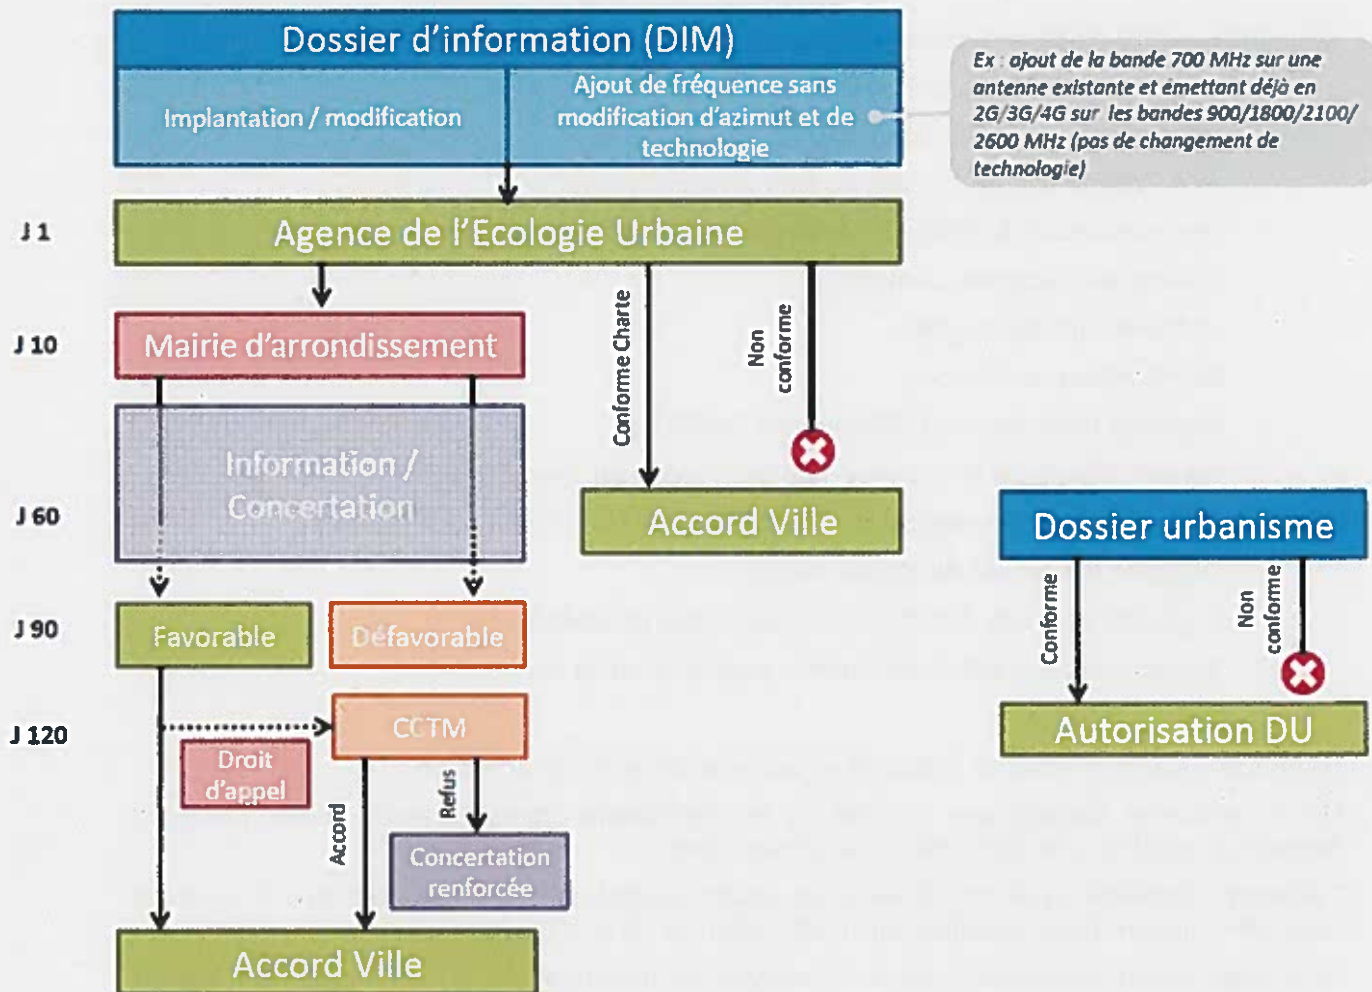 Dossier d'information (DIM)
Implantation / modification
Ajout de fréquence sans
modification d'azimut et de
technologie
Ex : ajout de la bande 700 MHz sur une
antenne existante et émettant déjà en
2G/3G/4G sur les bandes 900/1800/2100/
2600 MHz (pas de changement de
technologie)
J 1
Agence de l'Ecologie Urbaine
J 10
Mairie d'arrondissement
Conforme Charte
Non
conforme
Information /
Concertation
J 60
Accord Ville
Dossier urbanisme
Conforme
Non
conforme
J 90
Favorable
Défavorable
J 120
CCTM
Autorisation DU
Droit
d'appel
Accord
Refus
Concertation
renforcée
Accord Ville